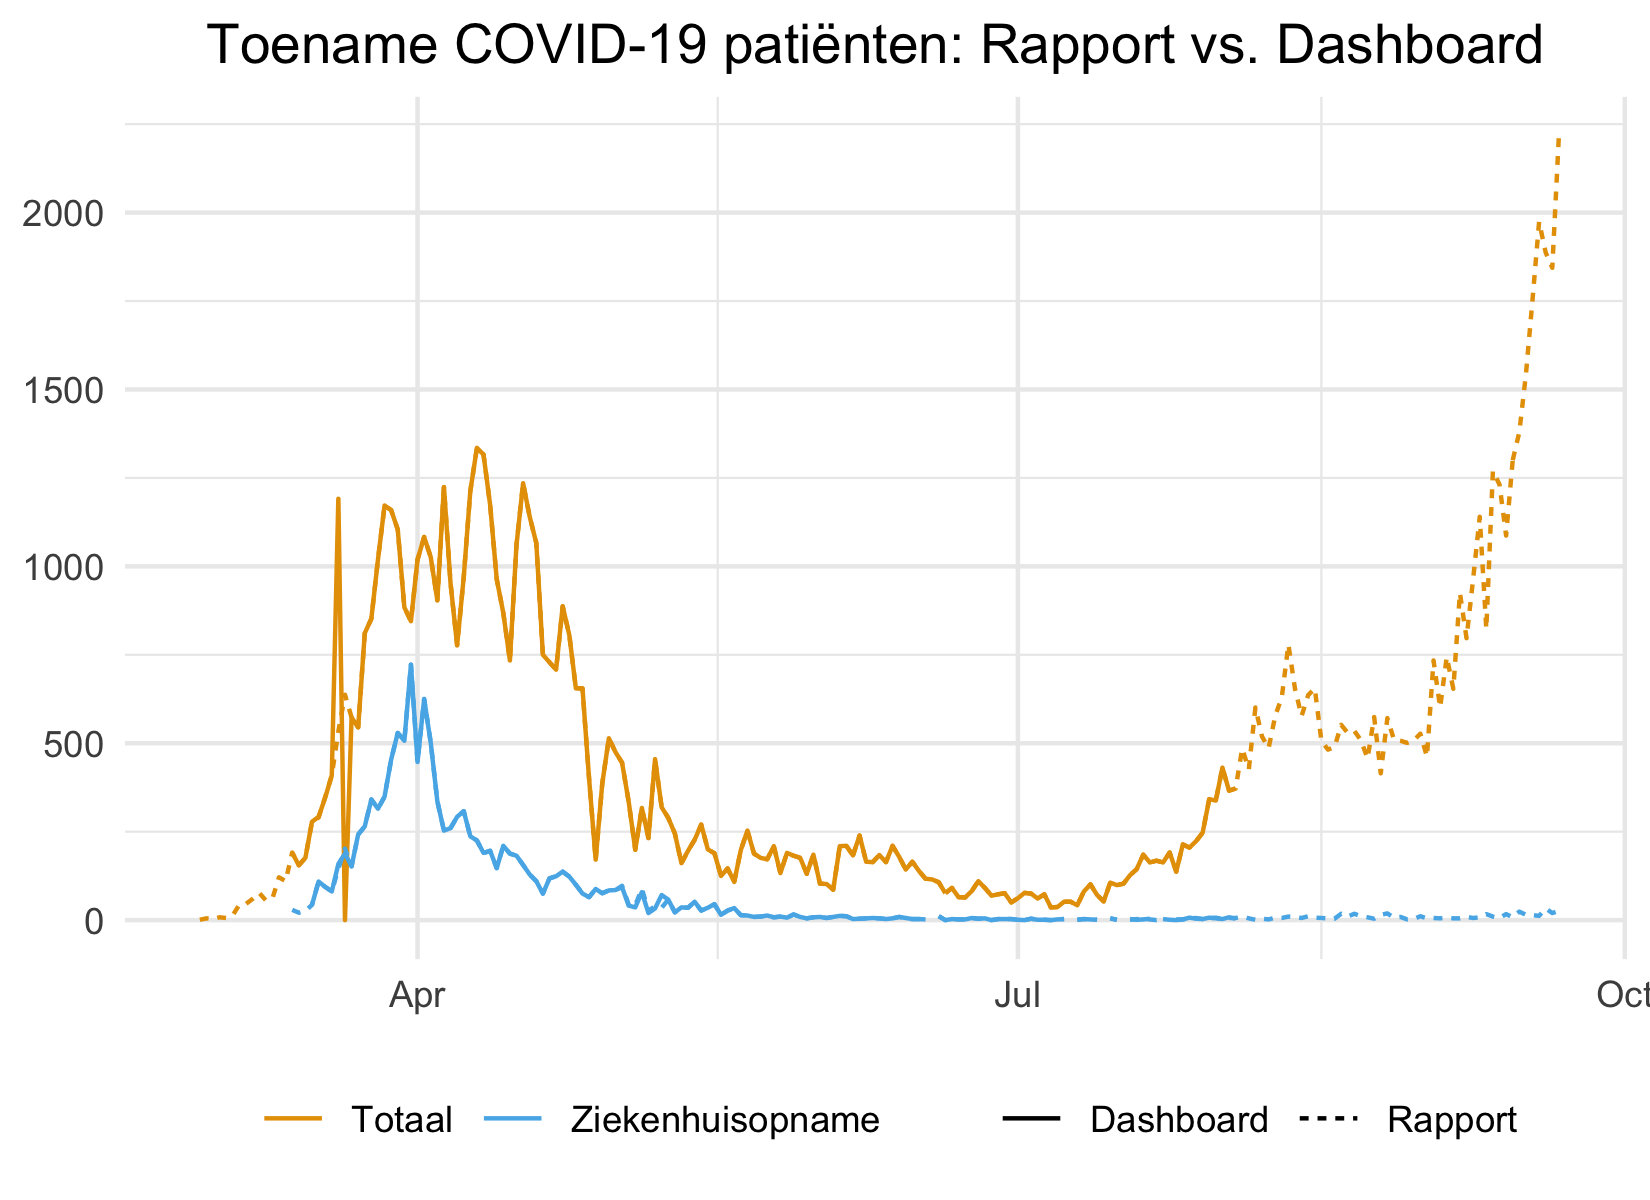 Toename COVID-19 patiënten: Rapport vs. Dashboard
2000
1500
1000
500
0
Apr
Jul
Oct
Totaal
Ziekenhuisopname
Dashboard
Rapport